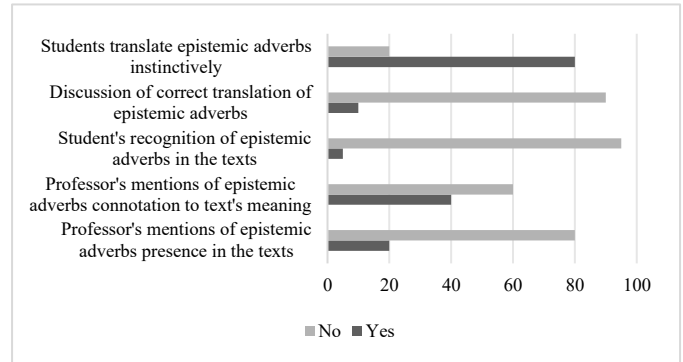 Students translate epistemic adverbs
instinctively
Discussion of correct translation of
epistemic adverbs
Student's recognition of epistemic
adverbs in the texts
Professor's mentions of epistemic
adverbs connotation to text's meaning
Professor's mentions of epistemic
adverbs presence in the texts
0 20 40 60 80 100
No Yes